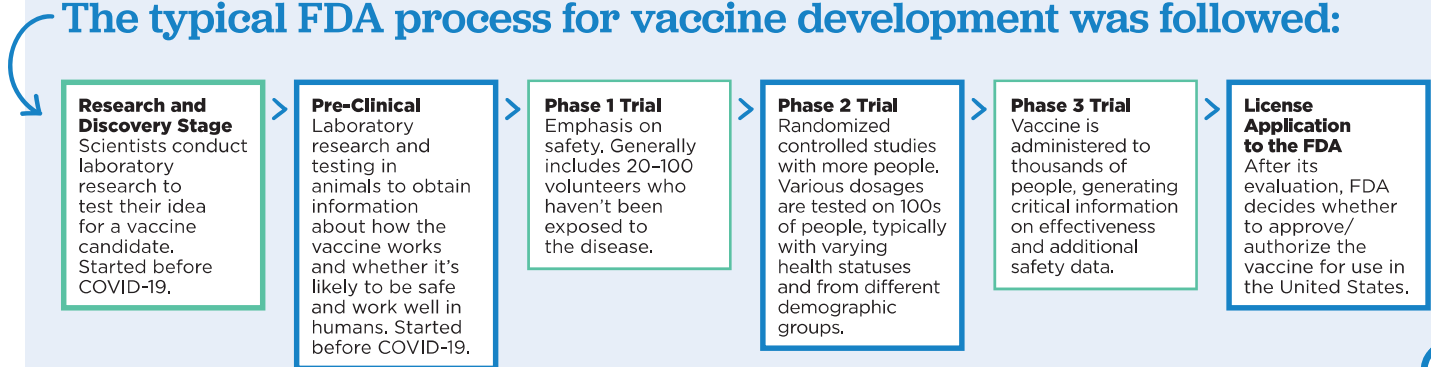 The typical FDA process for vaccine development was followed:
Research and
Discovery Stage
Scientists conduct
laboratory
research to
test their idea
for a vaccine
candidate.
Started before
COVID-19.
Pre-Clinical
Laboratory
research and
testing in
animals to obtain
information
about how the
vaccine works
and whether it's
likely to be safe
and work well in
humans. Started
before COVID-19.
Phase 1 Trial
Emphasis on
safety. Generally
includes 20–100
volunteers who
haven't been
exposed to
the disease.
Phase 2 Trial
Randomized
controlled studies
with more people.
Various dosages
are tested on 100s
of people, typically
with varying
health statuses
and from different
demographic
groups.
Phase 3 Trial
Vaccine is
administered to
thousands of
people, generating
critical information
on effectiveness
and additional
safety data.
License
Application
to the FDA
After its
evaluation, FDA
decides whether
to approve/
authorize the
vaccine for use in
the United States.